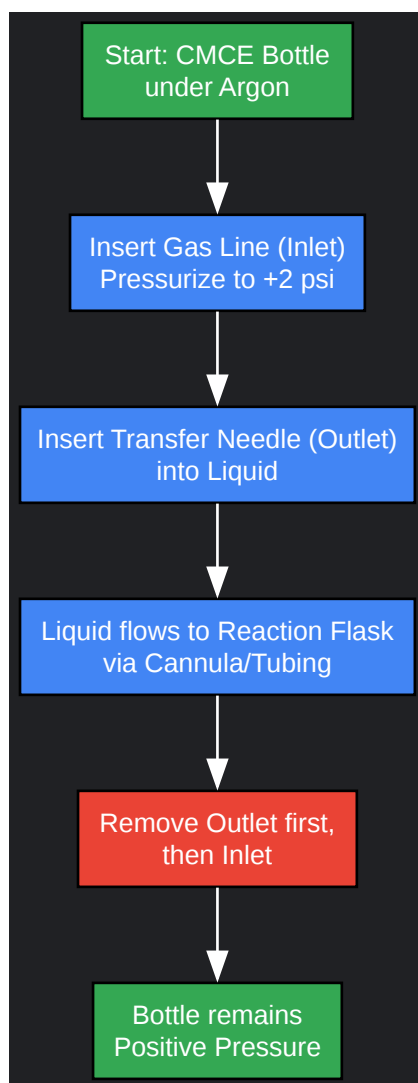 Start: CMCE Bottle
under Argon
Insert Gas Line (Inlet)
Pressurize to +2 psi
Insert Transfer Needle (Outlet)
into Liquid
Liquid flows to Reaction Flask
via Cannula/Tubing
Remove Outlet first,
then Inlet
Bottle remains
Positive Pressure